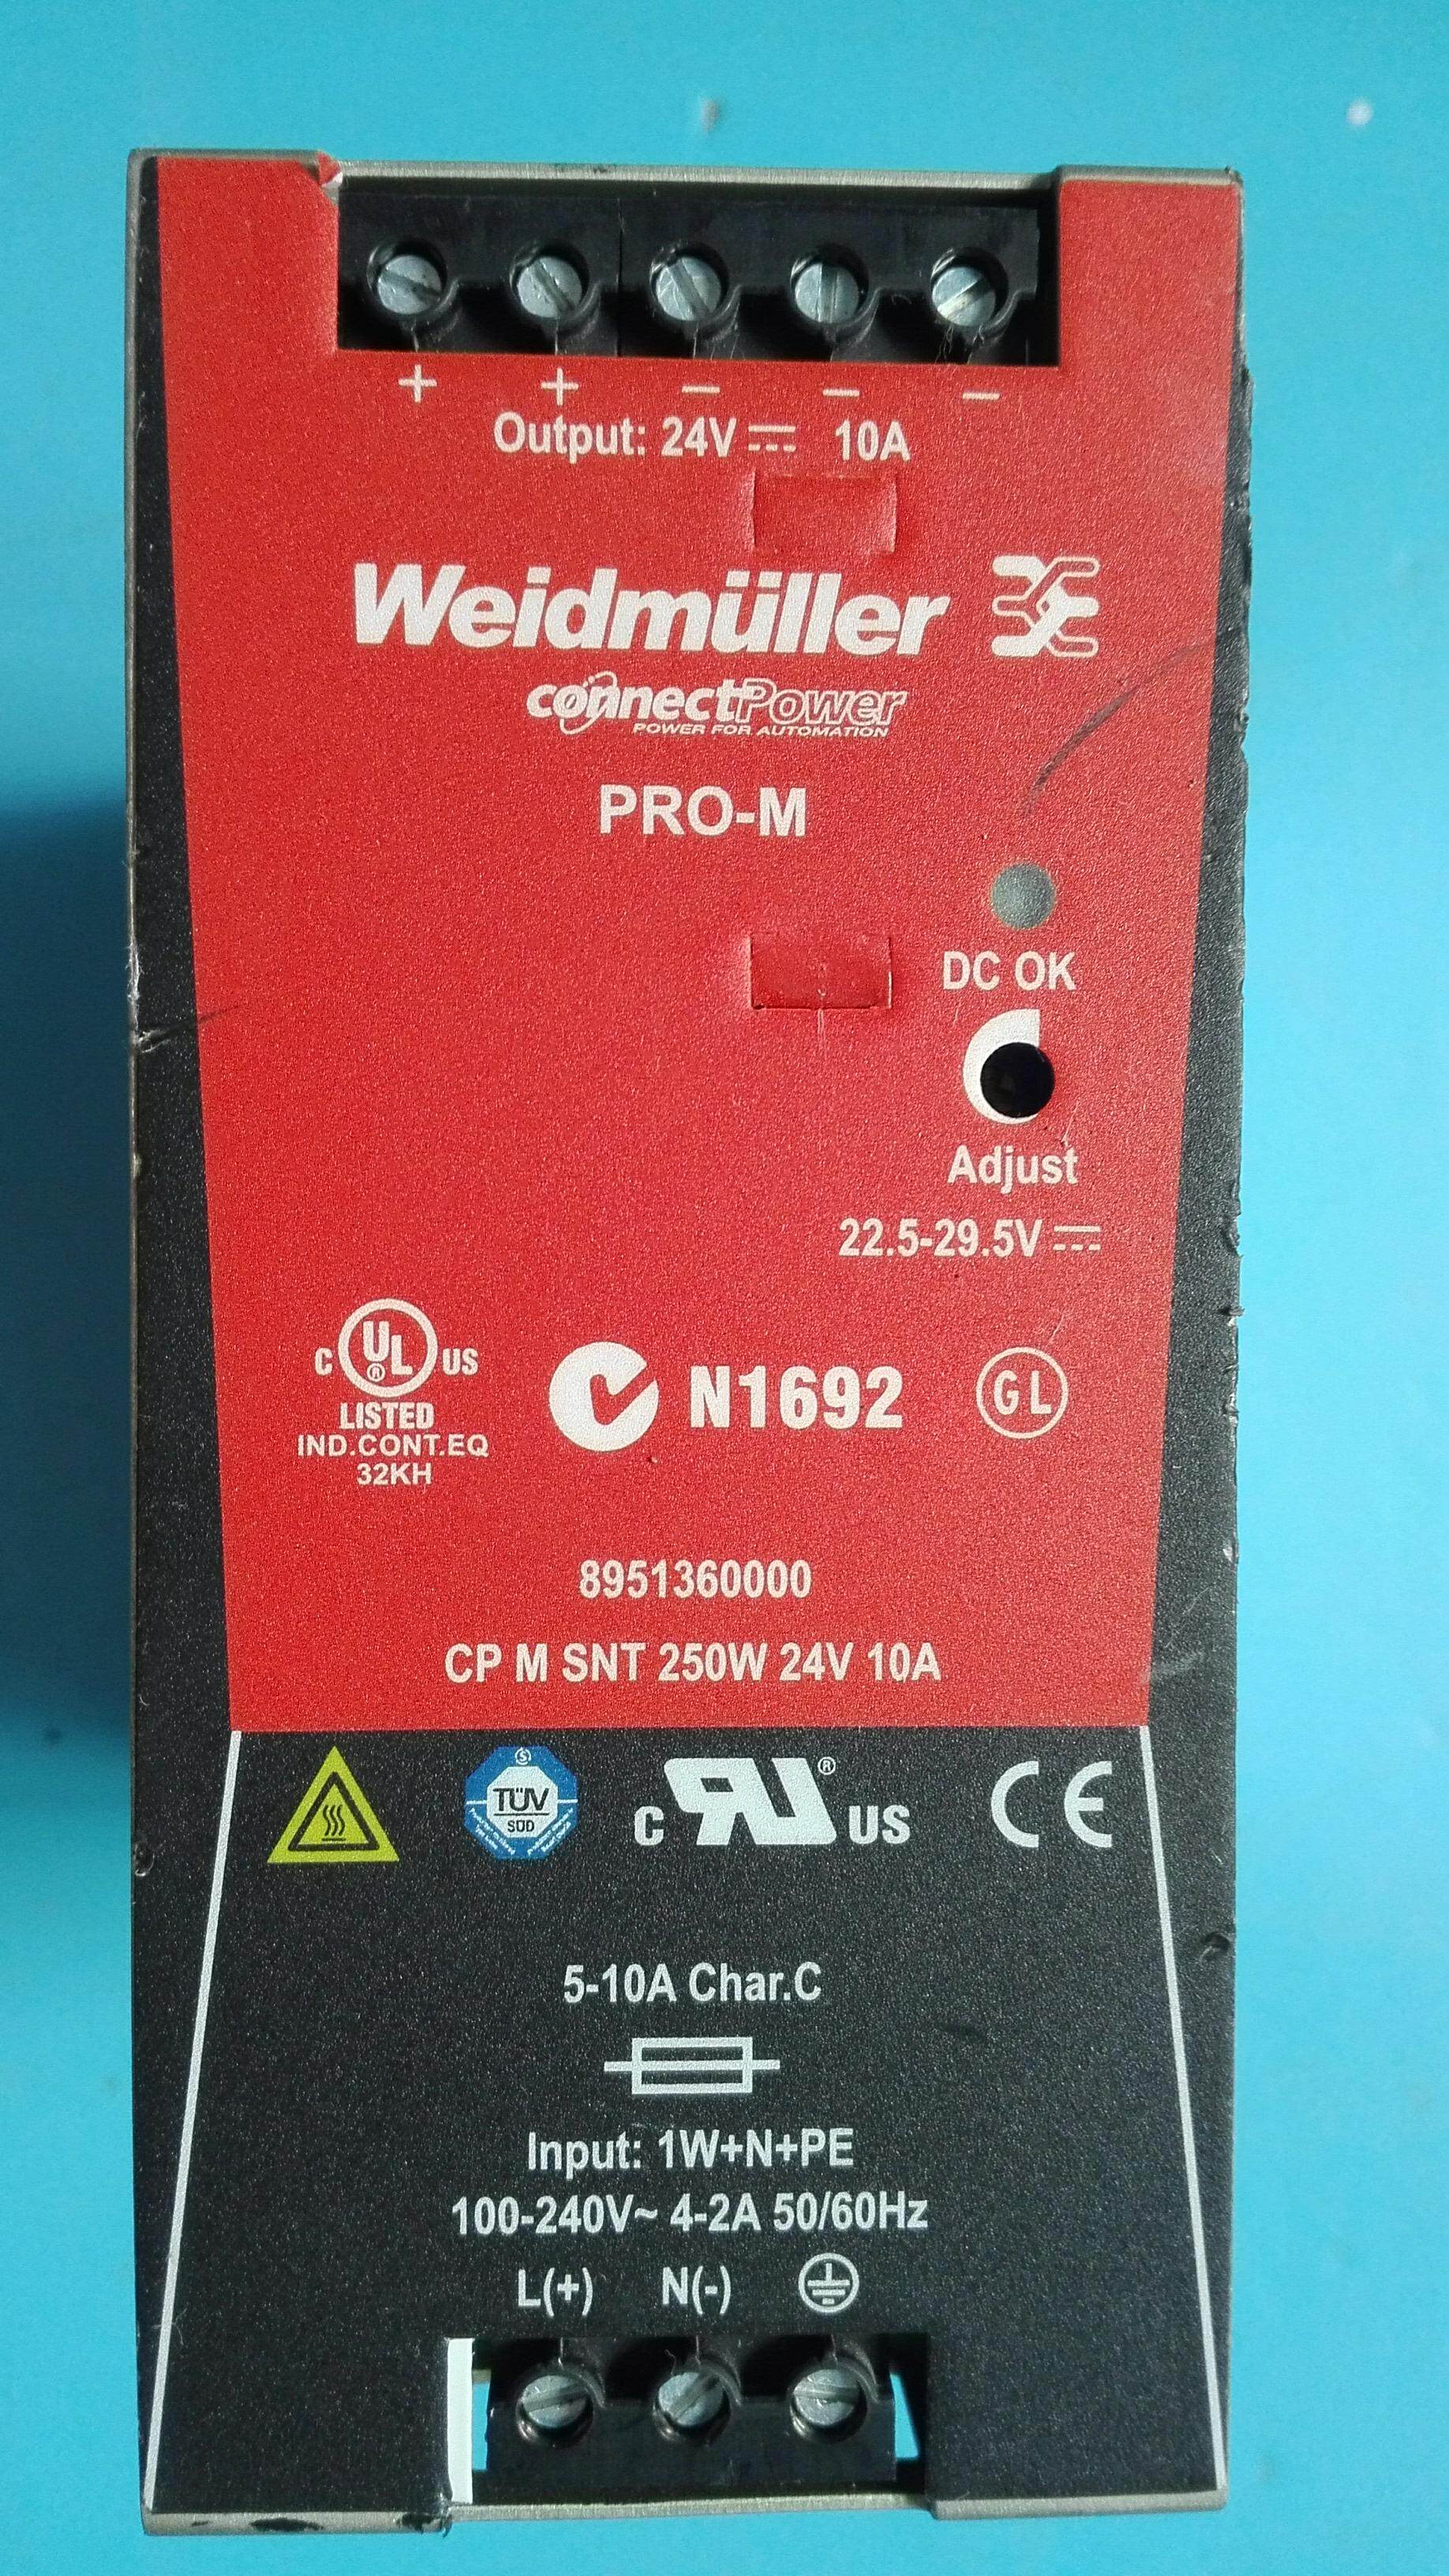 + + − − −
Output: 24V ⎓ 10A
Weidmüller
connectPower
POWER FOR AUTOMATION
PRO-M
DC OK
Adjust
22.5-29.5V ⎓
C UL® US
LISTED
IND.CONT.EQ
32KH
N1692
GL
8951360000
CP M SNT 250W 24V 10A
S
TÜV
SÜD
C RU® US
CE
5-10A Char.C
Input: 1W+N+PE
100-240V~ 4-2A 50/60Hz
L(+) N(-)